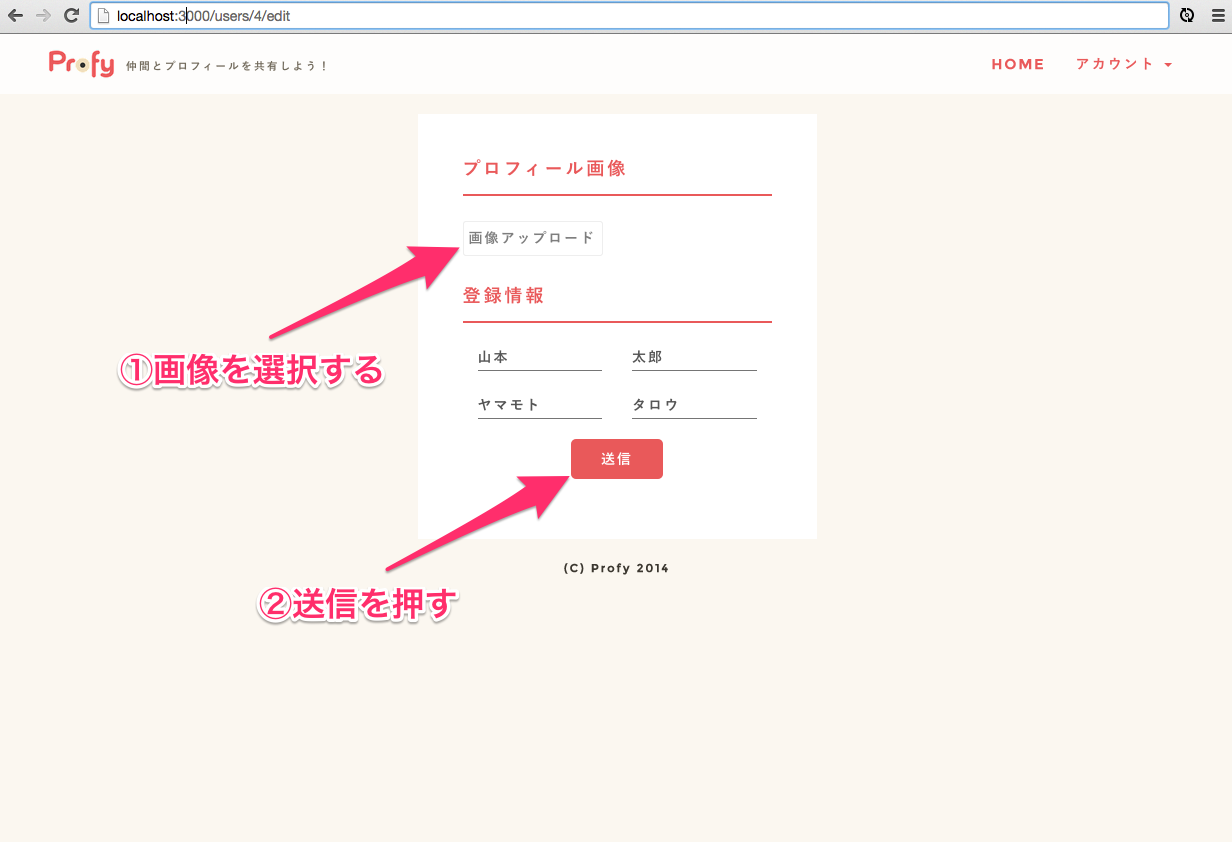 localhost:3000/users/4/edit
Profy 仲間とプロフィールを共有しよう！ HOME アカウント
プロフィール画像
画像アップロード
登録情報
①画像を選択する
山本 太郎
ヤマモト タロウ
送信
②送信を押す
(C) Profy 2014